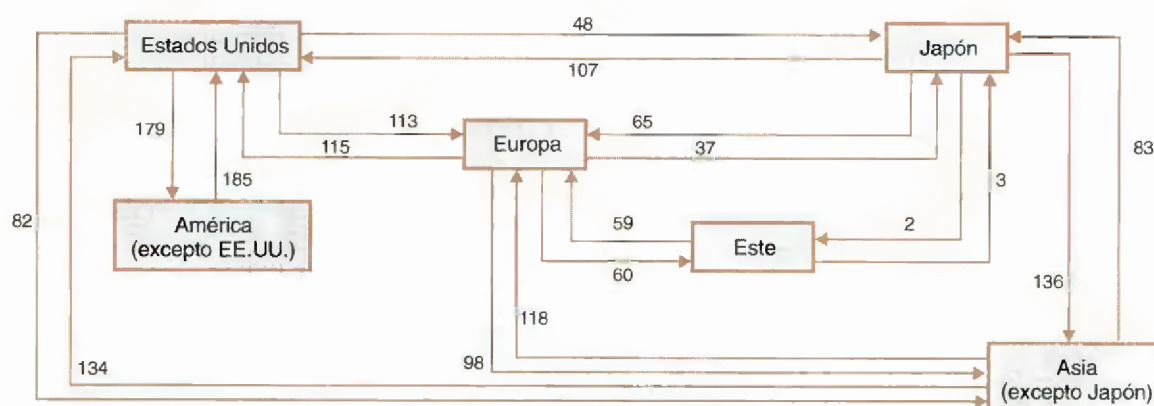 48
Estados Unidos
Japón
107
179
113
65
Europa
115
37
83
185
3
82
América
(excepto EE.UU.)
59
2
Este
60
136
118
98
134
Asia
(excepto Japón)